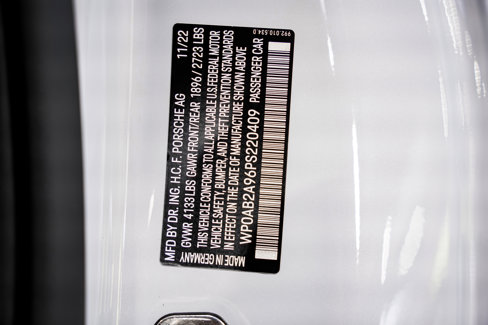 MFD BY DR. ING. H.C. F. PORSCHE AG 11/22
GVWR 4133 LBS GAWR FRONT/REAR 1896 / 2723 LBS
THIS VEHICLE CONFORMS TO ALL APPLICABLE U.S. FEDERAL MOTOR
VEHICLE SAFETY, BUMPER, AND THEFT PREVENTION STANDARDS
IN EFFECT ON THE DATE OF MANUFACTURE SHOWN ABOVE
WP0AB2A96PS220409 PASSENGER CAR
MADE IN GERMANY
992.010.534.0